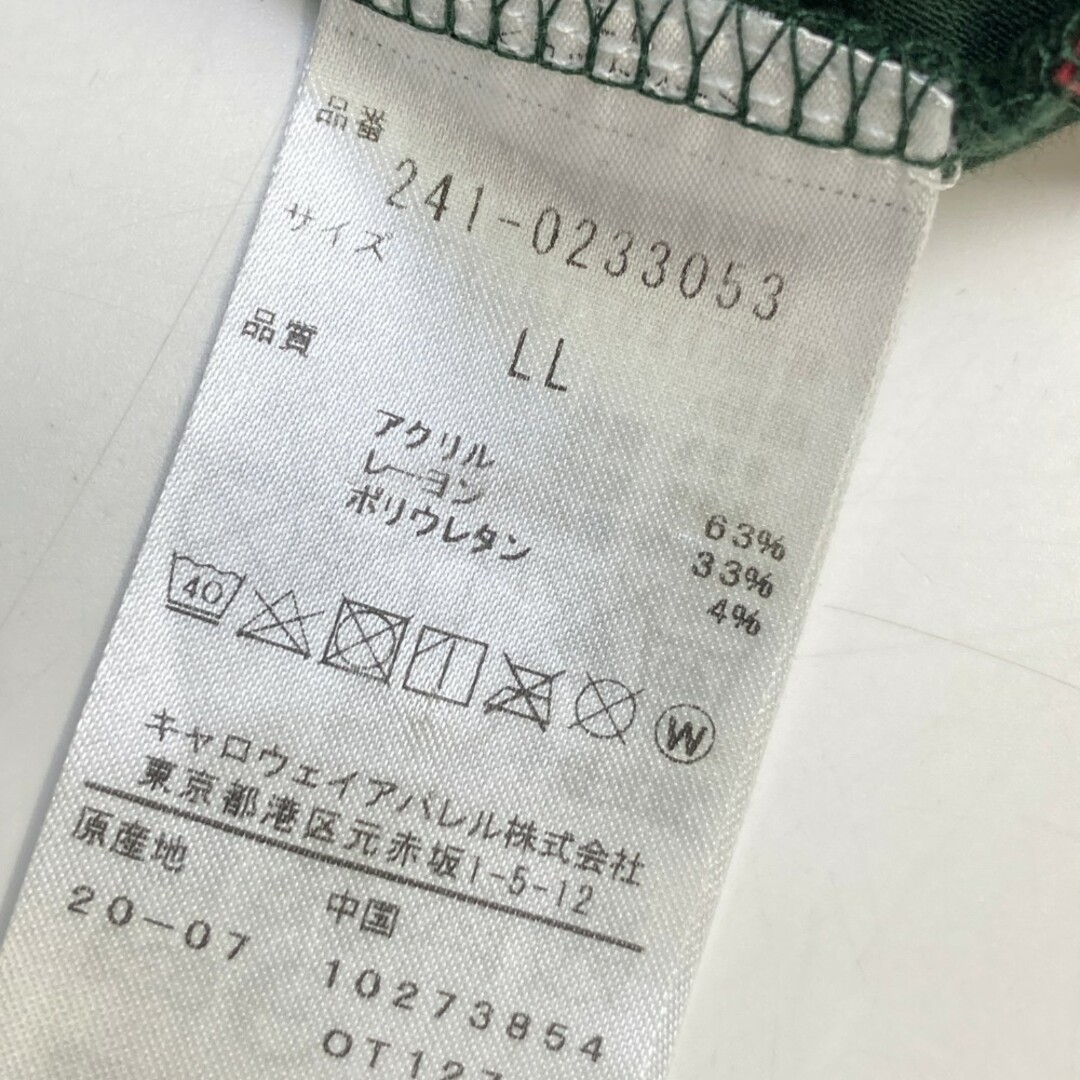 品番
241-0233053
サイズ
LL
品質
アクリル 63%
レーヨン 33%
ポリウレタン 4%
40
W
キャロウェイアパレル株式会社
東京都港区元赤坂1-5-12
原産地 中国
20-07 10273854